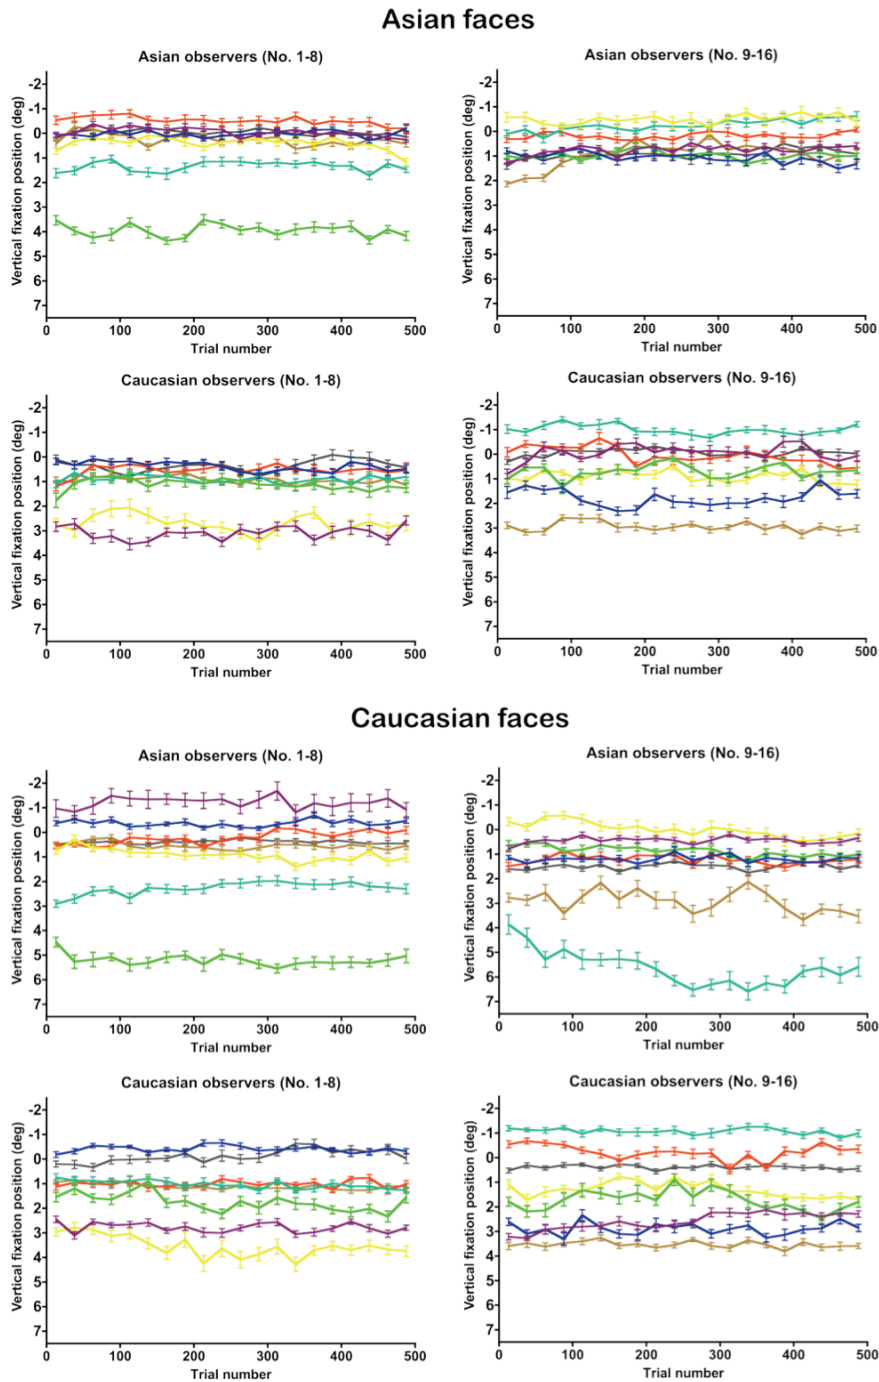 Asian faces
Asian observers (No. 1-8)
Vertical fixation position (deg)
-2
-1
0
1
2
3
4
5
6
7
0 100 200 300 400 500
Trial number
Asian observers (No. 9-16)
Vertical fixation position (deg)
-2
-1
0
1
2
3
4
5
6
7
0 100 200 300 400 500
Trial number
Caucasian observers (No. 1-8)
Vertical fixation position (deg)
-2
-1
0
1
2
3
4
5
6
7
0 100 200 300 400 500
Trial number
Caucasian observers (No. 9-16)
Vertical fixation position (deg)
-2
-1
0
1
2
3
4
5
6
7
0 100 200 300 400 500
Trial number
Caucasian faces
Asian observers (No. 1-8)
Vertical fixation position (deg)
-2
-1
0
1
2
3
4
5
6
7
0 100 200 300 400 500
Trial number
Asian observers (No. 9-16)
Vertical fixation position (deg)
-2
-1
0
1
2
3
4
5
6
7
0 100 200 300 400 500
Trial number
Caucasian observers (No. 1-8)
Vertical fixation position (deg)
-2
-1
0
1
2
3
4
5
6
7
0 100 200 300 400 500
Trial number
Caucasian observers (No. 9-16)
Vertical fixation position (deg)
-2
-1
0
1
2
3
4
5
6
7
0 100 200 300 400 500
Trial number